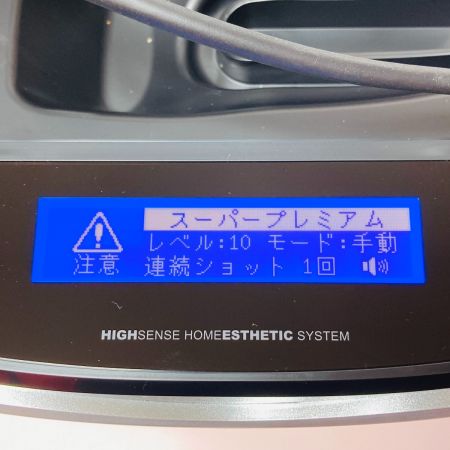 スーパープレミアム
レベル:10 モード:手動
注意 連続ショット 1回
HIGHSENSE HOMEESTHETIC SYSTEM